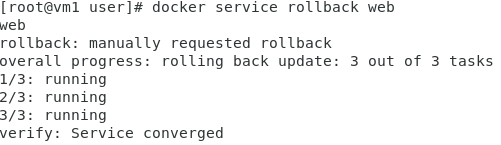 [root@vm1 user]# docker service rollback web
web
rollback: manually requested rollback
overall progress: rolling back update: 3 out of 3 tasks
1/3: running
2/3: running
3/3: running
verify: Service converged